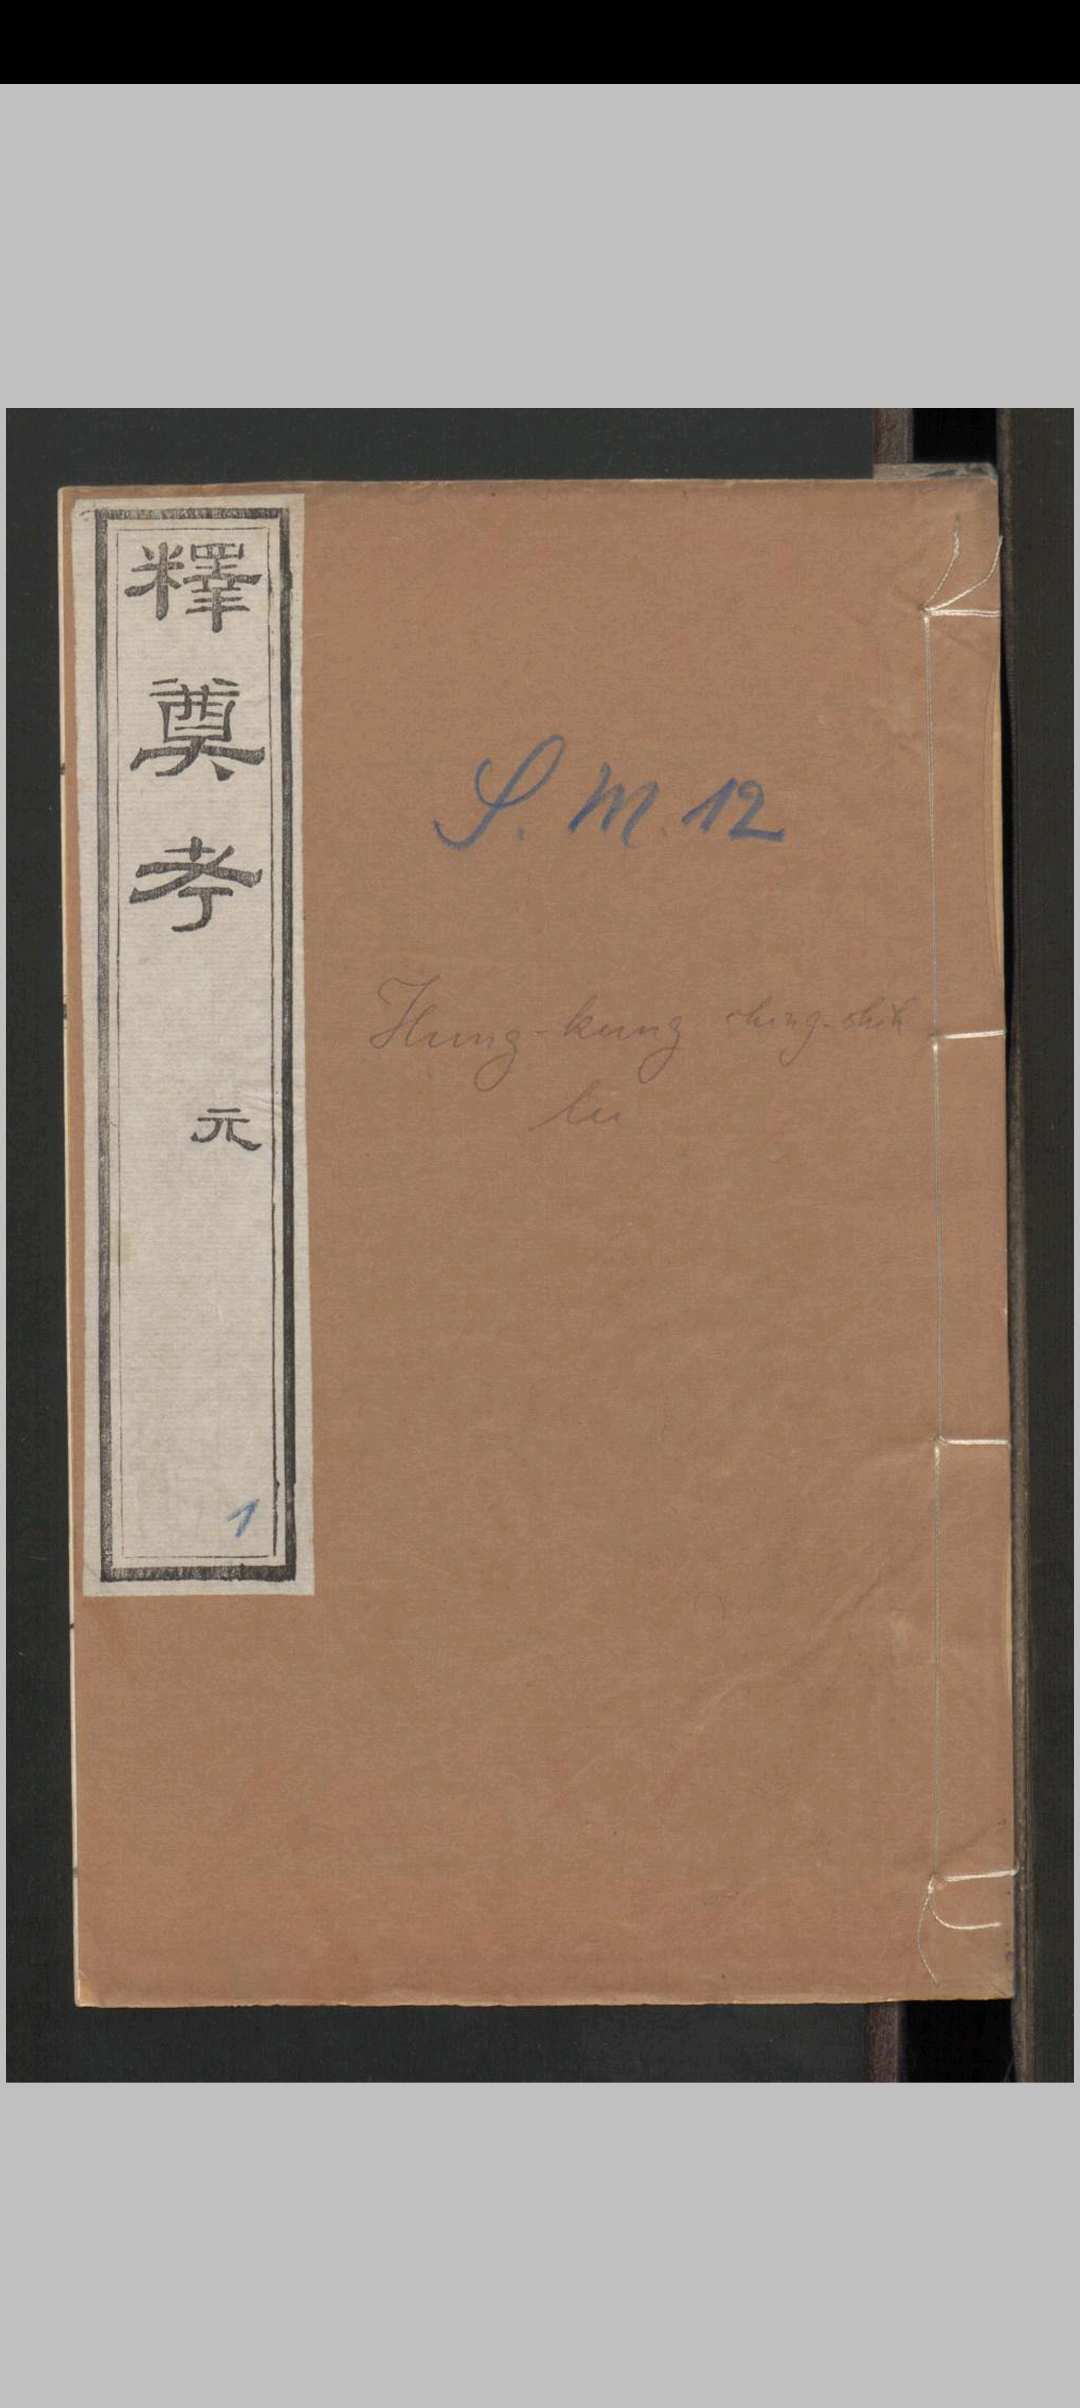 釋奠考
元
1
S. M. 12
Hung-kung ching-shih
lu